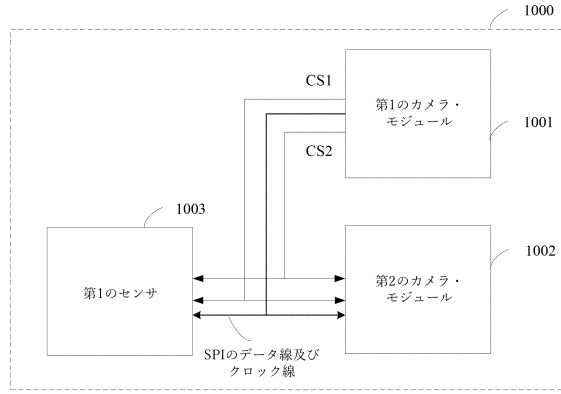 1000
CS1
第1のカメラ・
モジュール
1001
CS2
1003
第1のセンサ
第2のカメラ・
モジュール
1002
SPIのデータ線及び
クロック線